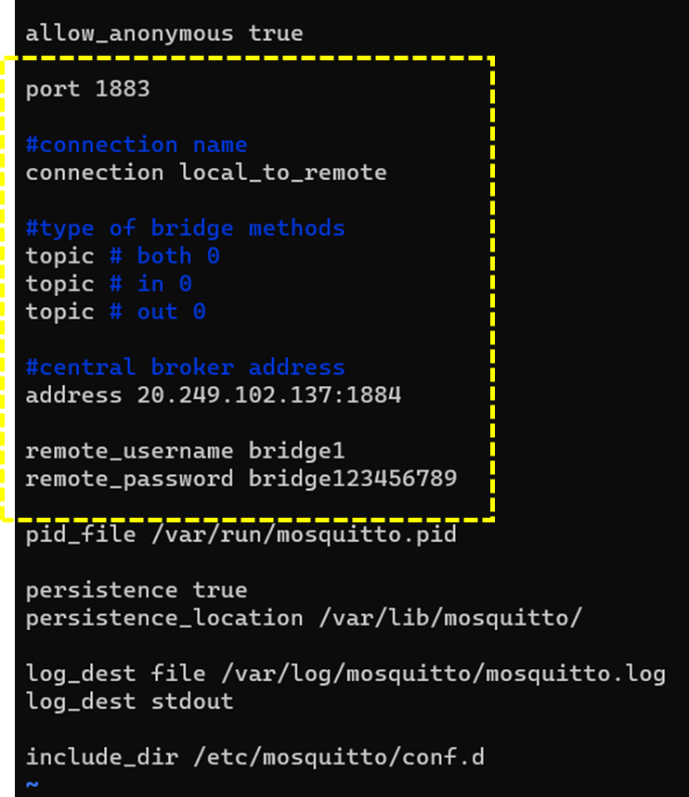 allow_anonymous true
port 1883
#connection name
connection local_to_remote
#type of bridge methods
topic # both 0
topic # in 0
topic # out 0
#central broker address
address 20.249.102.137:1884
remote_username bridge1
remote_password bridge123456789
pid_file /var/run/mosquitto.pid
persistence true
persistence_location /var/lib/mosquitto/
log_dest file /var/log/mosquitto/mosquitto.log
log_dest stdout
include_dir /etc/mosquitto/conf.d
~